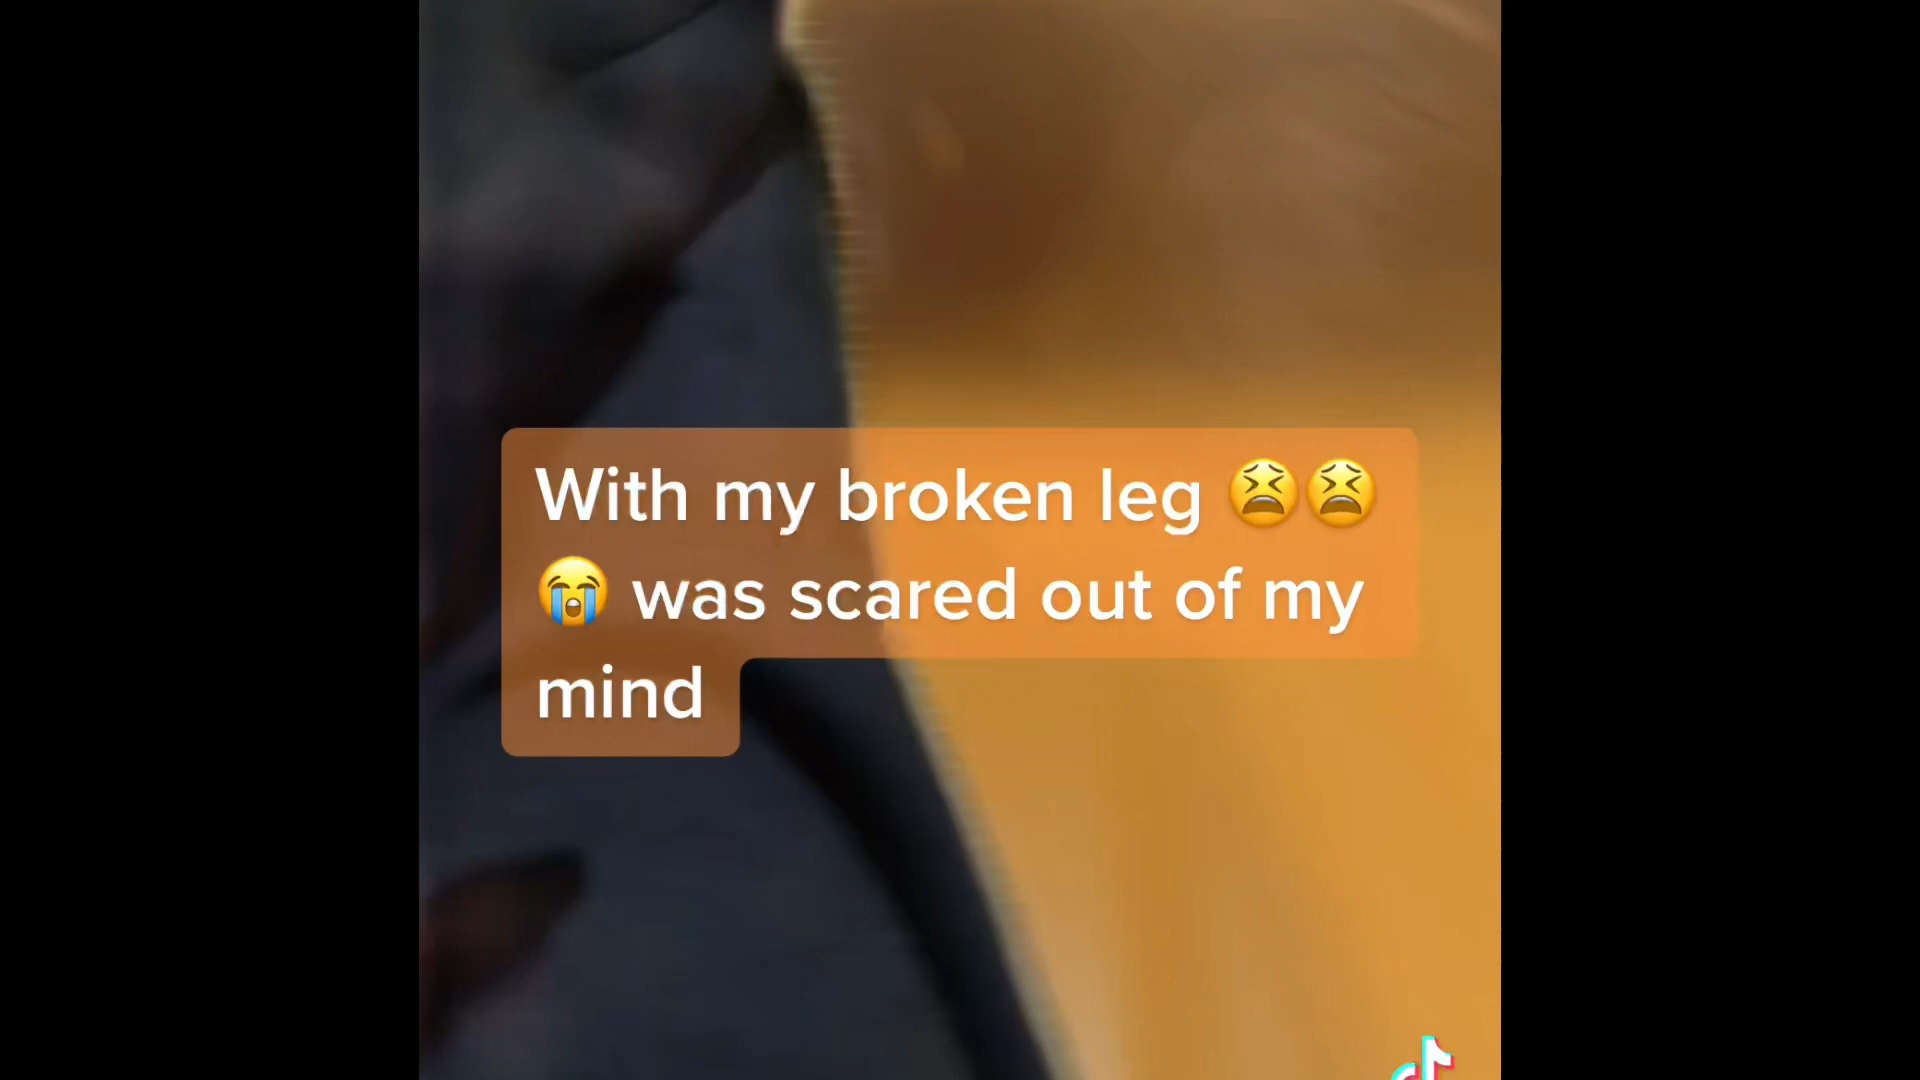 With my broken leg 😫😫
😭 was scared out of my
mind